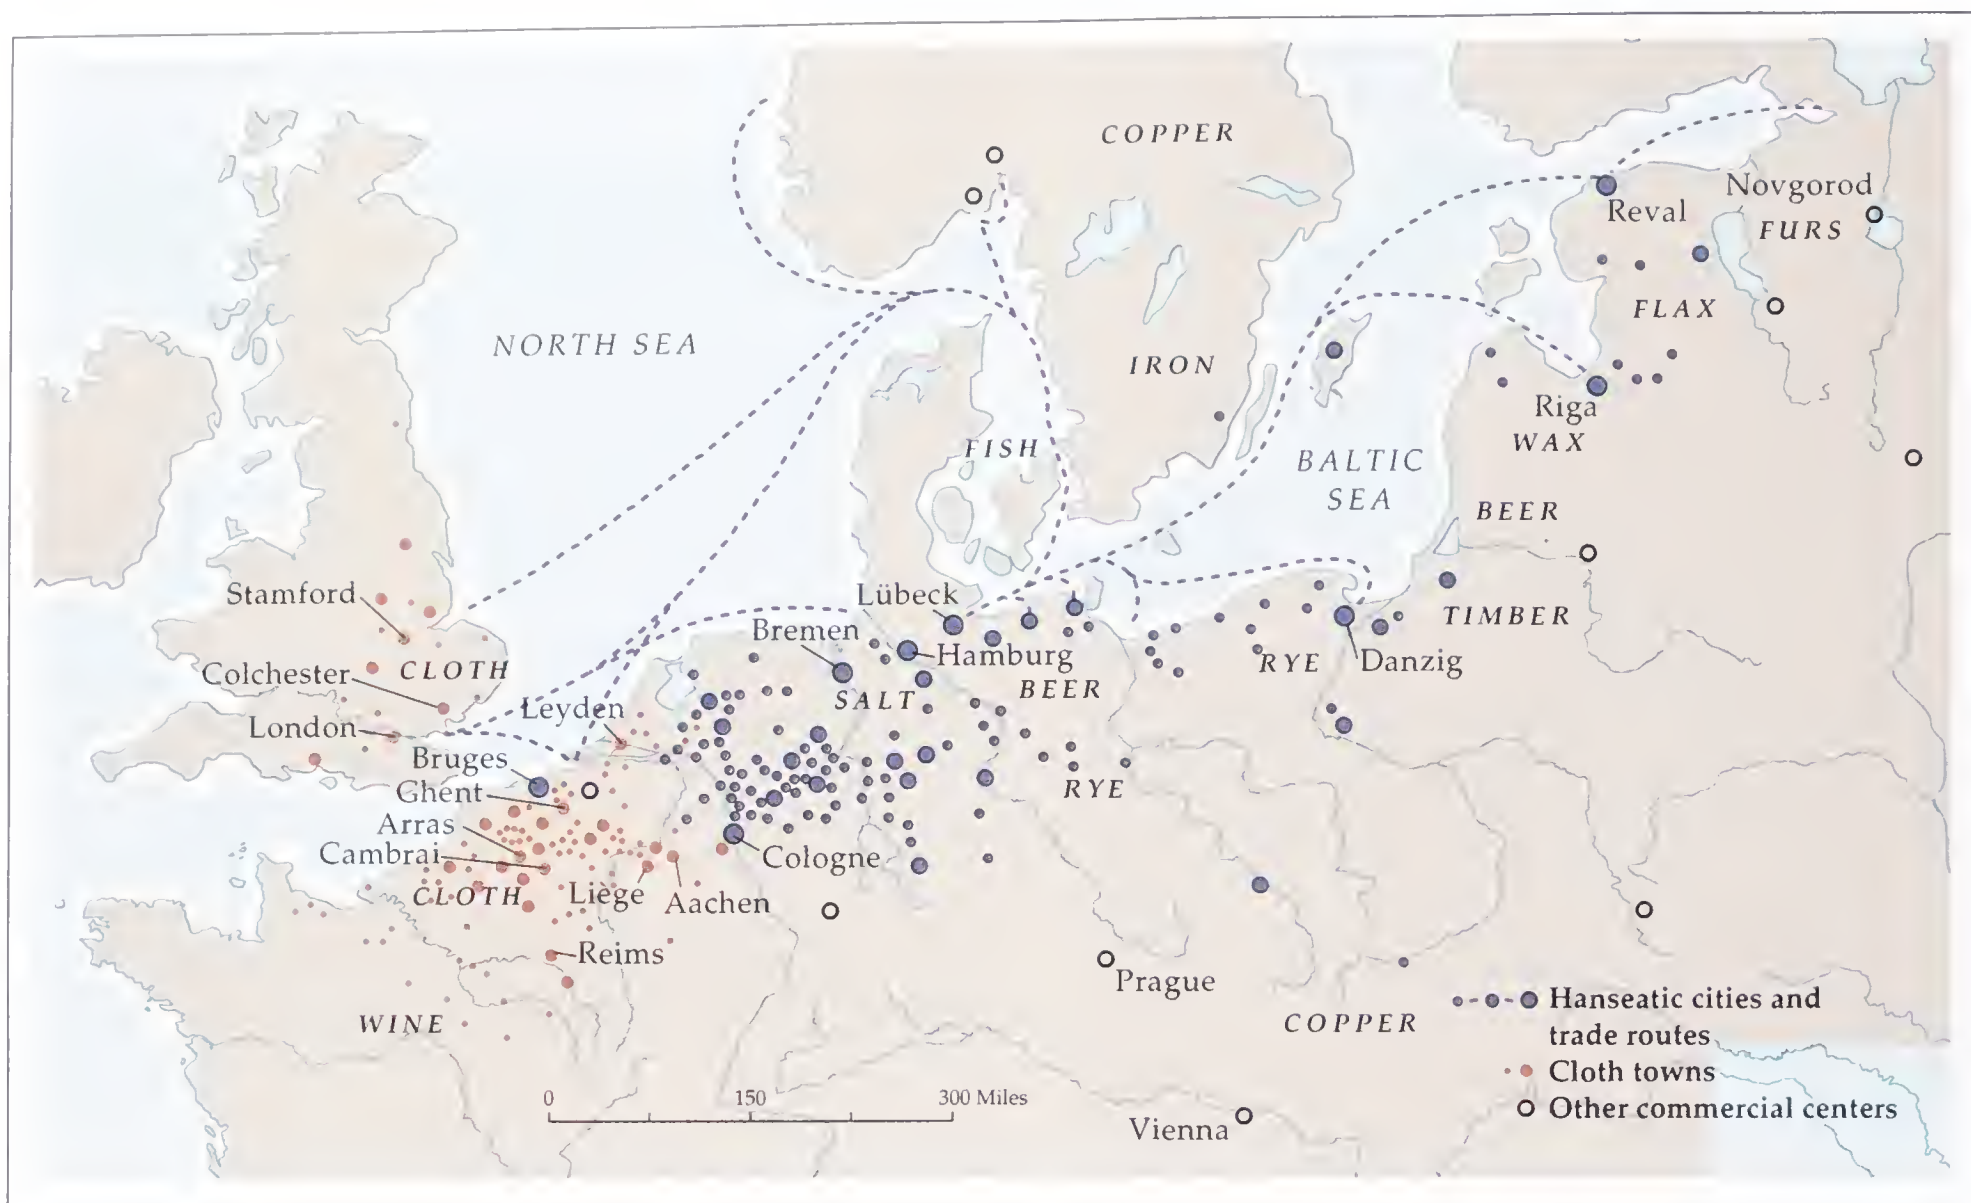 COPPER
Novgorod
Reval
FURS
NORTH SEA
FLAX
IRON
Riga
WAX
FISH
BALTIC
SEA
BEER
Stamford
Lübeck
TIMBER
Bremen
Hamburg
CLOTH
RYE
Danzig
Colchester
BEER
SALT
Leyden
London
Bruges
Ghent
RYE
Arras
Cambrai
Cologne
CLOTH
Liège
Aachen
Reims
Prague
WINE
COPPER
Hanseatic cities and
trade routes
Cloth towns
Other commercial centers
0 150 300 Miles
Vienna